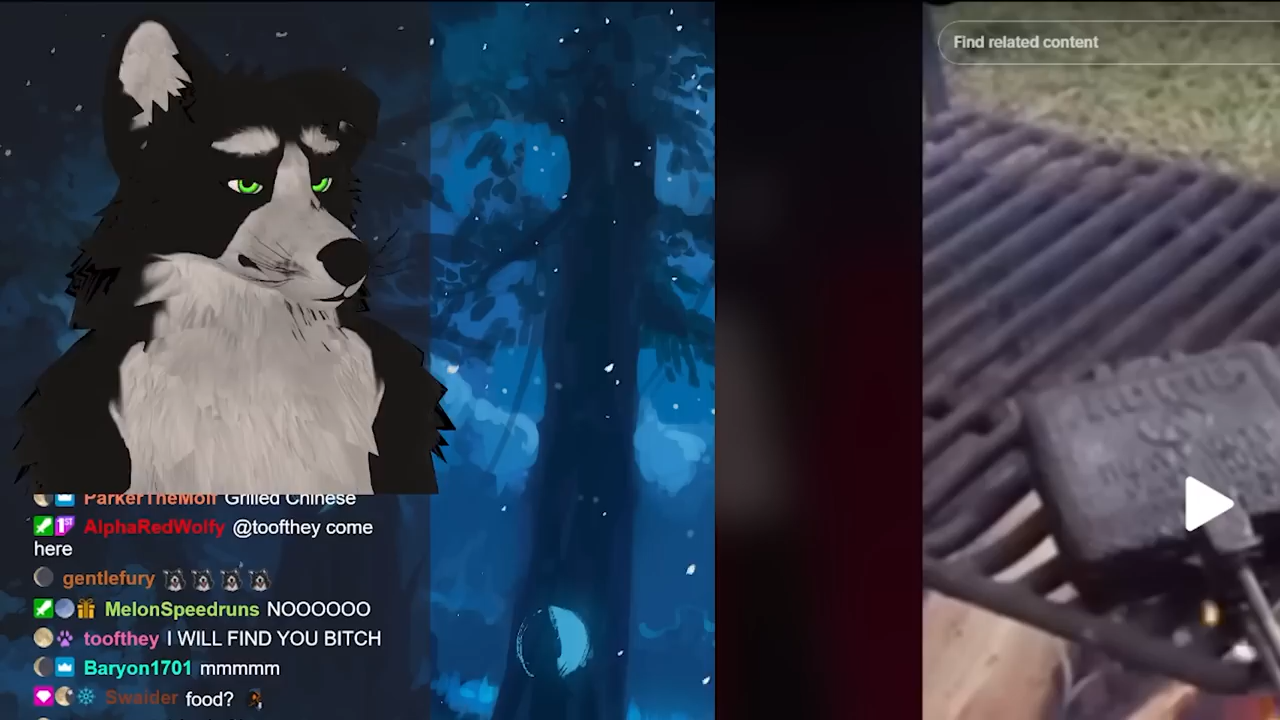 Find related content
ParkerTheMoff Grilled Chinese
AlphaRedWolfy @toofthey come
here
gentlefury
MelonSpeedruns NOOOOOO
toofthey I WILL FIND YOU BITCH
Baryon1701 mmmmm
Swaider food?